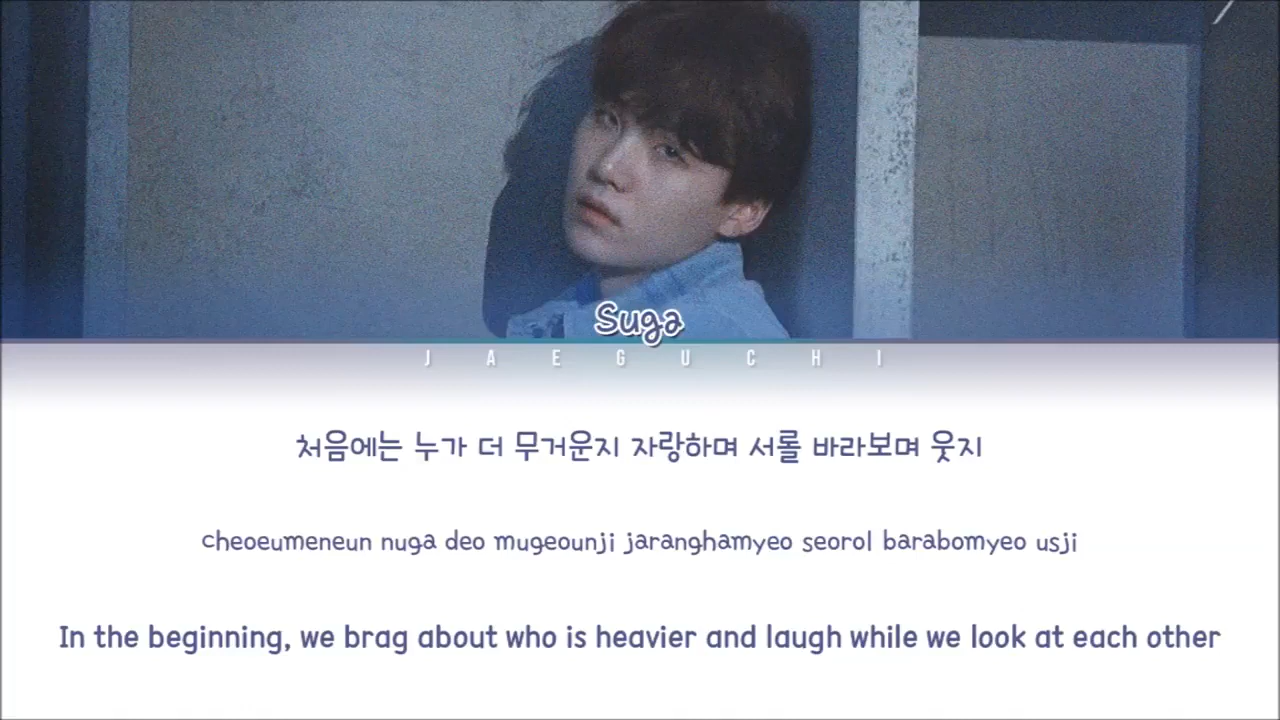 Suga
JAEGUCHI
처음에는 누가 더 무거운지 자랑하며 서롤 바라보며 웃지
cheoeumeneun nuga deo mugeounji jaranghamyeo seorol barabomyeo usji
In the beginning, we brag about who is heavier and laugh while we look at each other